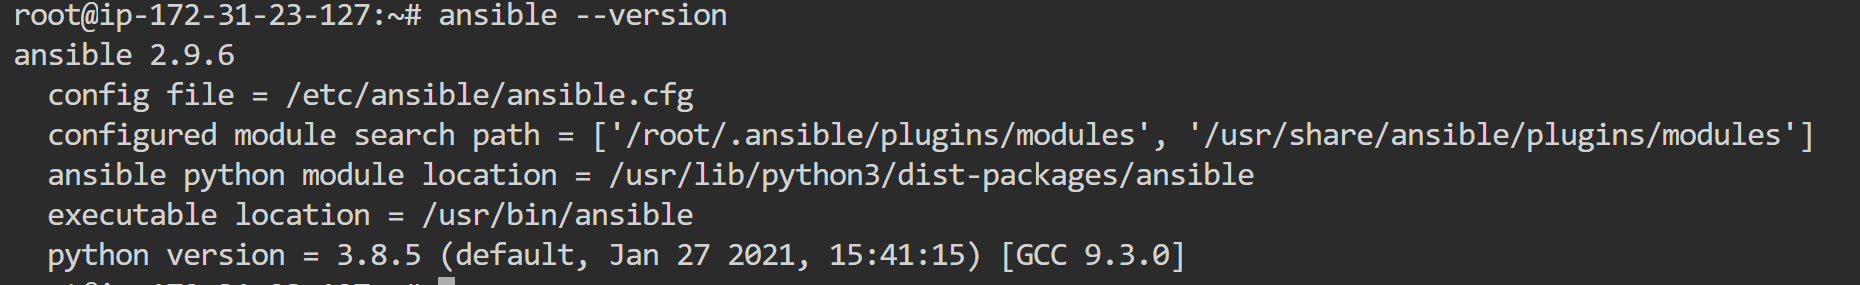 root@ip-172-31-23-127:~# ansible --version
ansible 2.9.6
  config file = /etc/ansible/ansible.cfg
  configured module search path = ['/root/.ansible/plugins/modules', '/usr/share/ansible/plugins/modules']
  ansible python module location = /usr/lib/python3/dist-packages/ansible
  executable location = /usr/bin/ansible
  python version = 3.8.5 (default, Jan 27 2021, 15:41:15) [GCC 9.3.0]